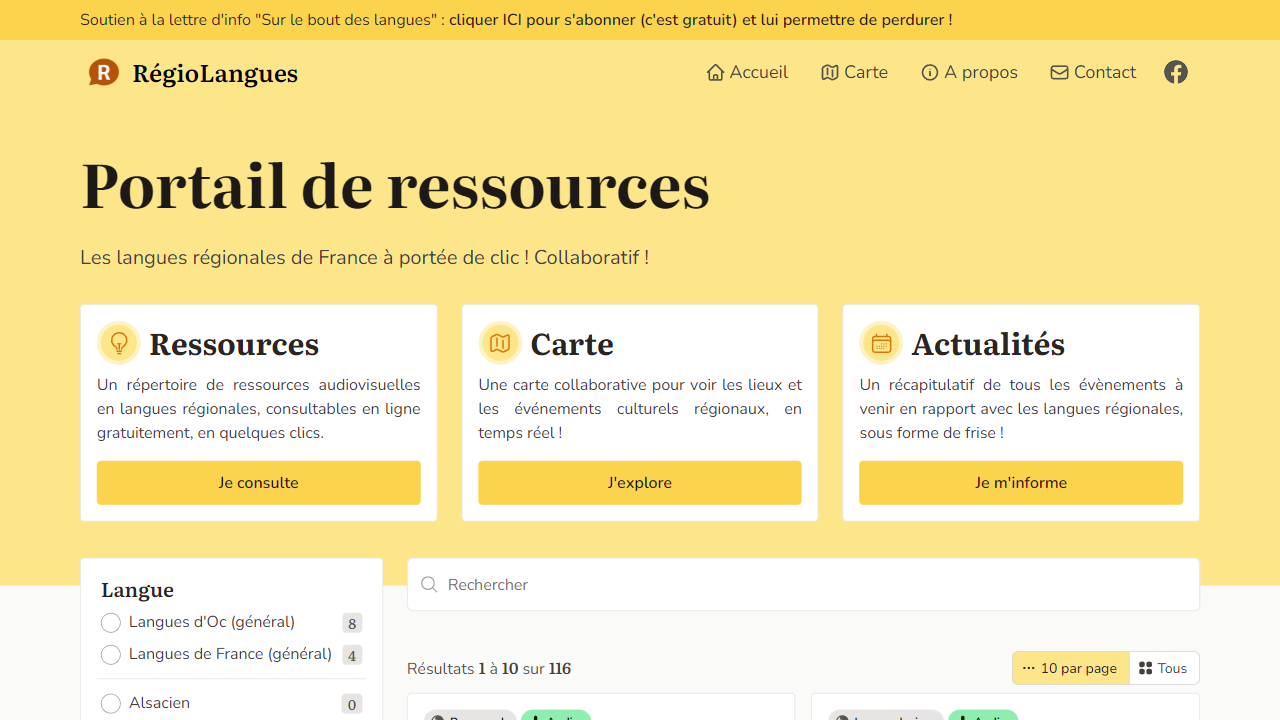 Soutien à la lettre d'info "Sur le bout des langues" : cliquer ICI pour s'abonner (c'est gratuit) et lui permettre de perdurer !
R RégioLangues
Accueil
Carte
A propos
Contact
Portail de ressources
Les langues régionales de France à portée de clic ! Collaboratif !
Ressources
Un répertoire de ressources audiovisuelles
en langues régionales, consultables en ligne
gratuitement, en quelques clics.
Je consulte
Carte
Une carte collaborative pour voir les lieux et
les événements culturels régionaux, en
temps réel !
J'explore
Actualités
Un récapitulatif de tous les évènements à
venir en rapport avec les langues régionales,
sous forme de frise !
Je m'informe
Langue
Langues d'Oc (général) 8
Langues de France (général) 4
Alsacien 0
Rechercher
Résultats 1 à 10 sur 116
10 par page
Tous